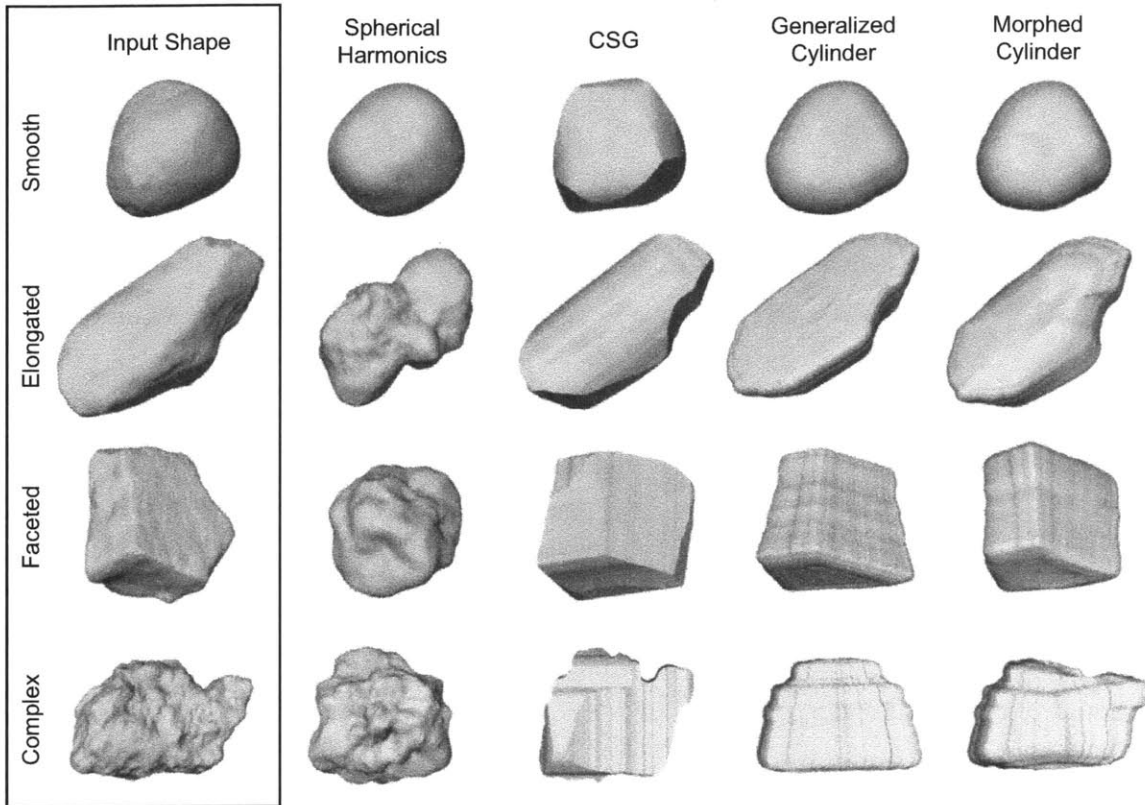 Input Shape
Spherical
Harmonics
CSG
Generalized
Cylinder
Morphed
Cylinder
Smooth
Elongated
Faceted
Complex